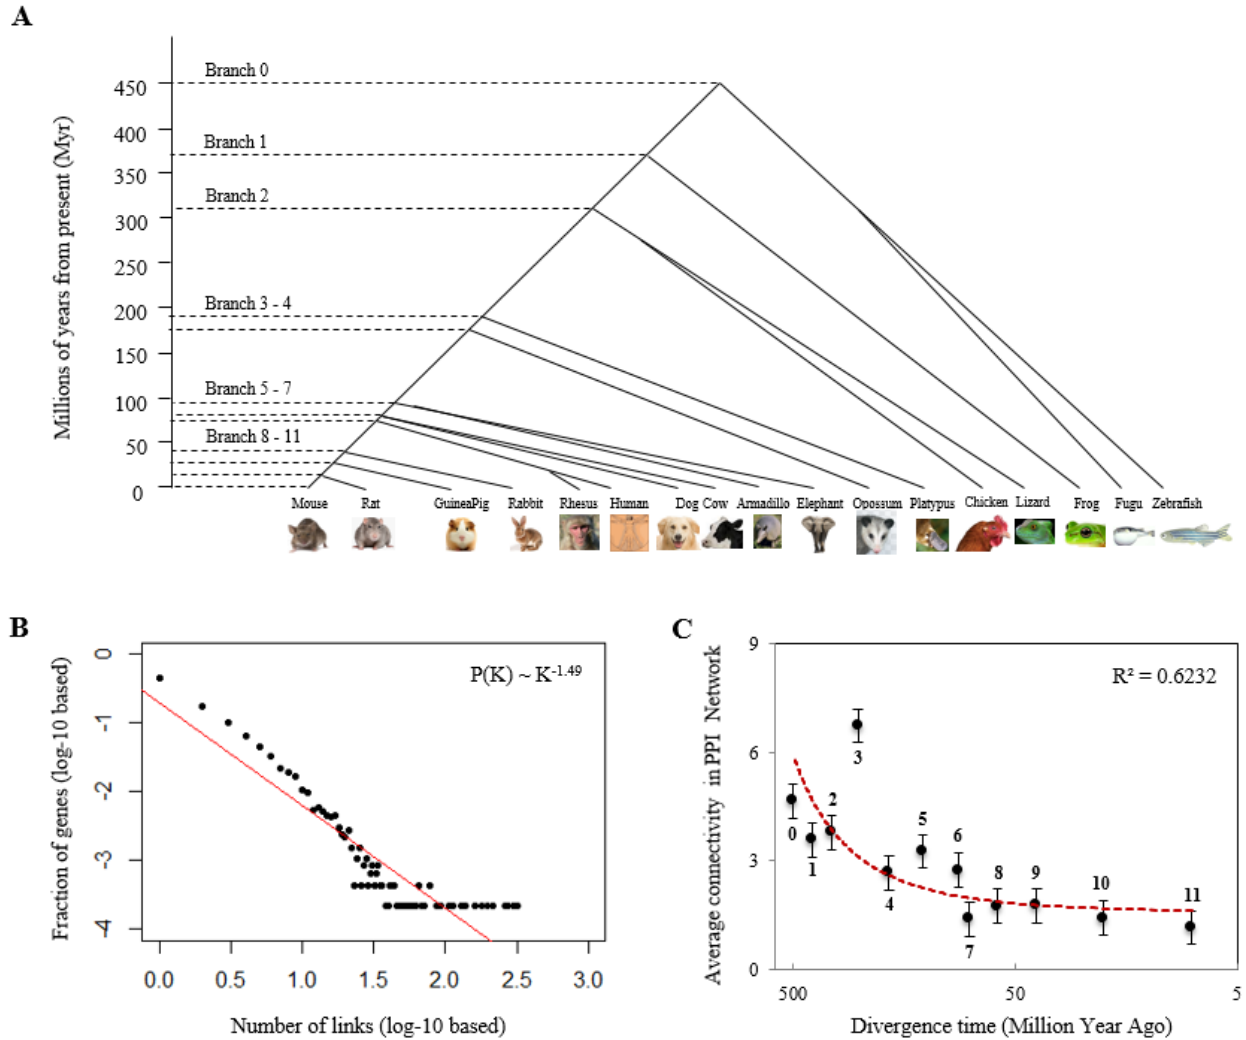 A
Millions of years from present (Myr)
450
400
350
300
250
200
150
100
50
0
Branch 0
Branch 1
Branch 2
Branch 3 - 4
Branch 5 - 7
Branch 8 - 11
Mouse Rat GuineaPig Rabbit Rhesus Human Dog Cow Armadillo Elephant Opossum Platypus Chicken Lizard Frog Fugu Zebrafish
B
Fraction of genes (log-10 based)
0
-1
-2
-3
-4
P(K) ~ K^-1.49
0.0 0.5 1.0 1.5 2.0 2.5 3.0
Number of links (log-10 based)
C
Average connectivity in PPI Network
9
6
3
0
R² = 0.6232
0 1 2 3 4 5 6 7 8 9 10 11
500 50 5
Divergence time (Million Year Ago)